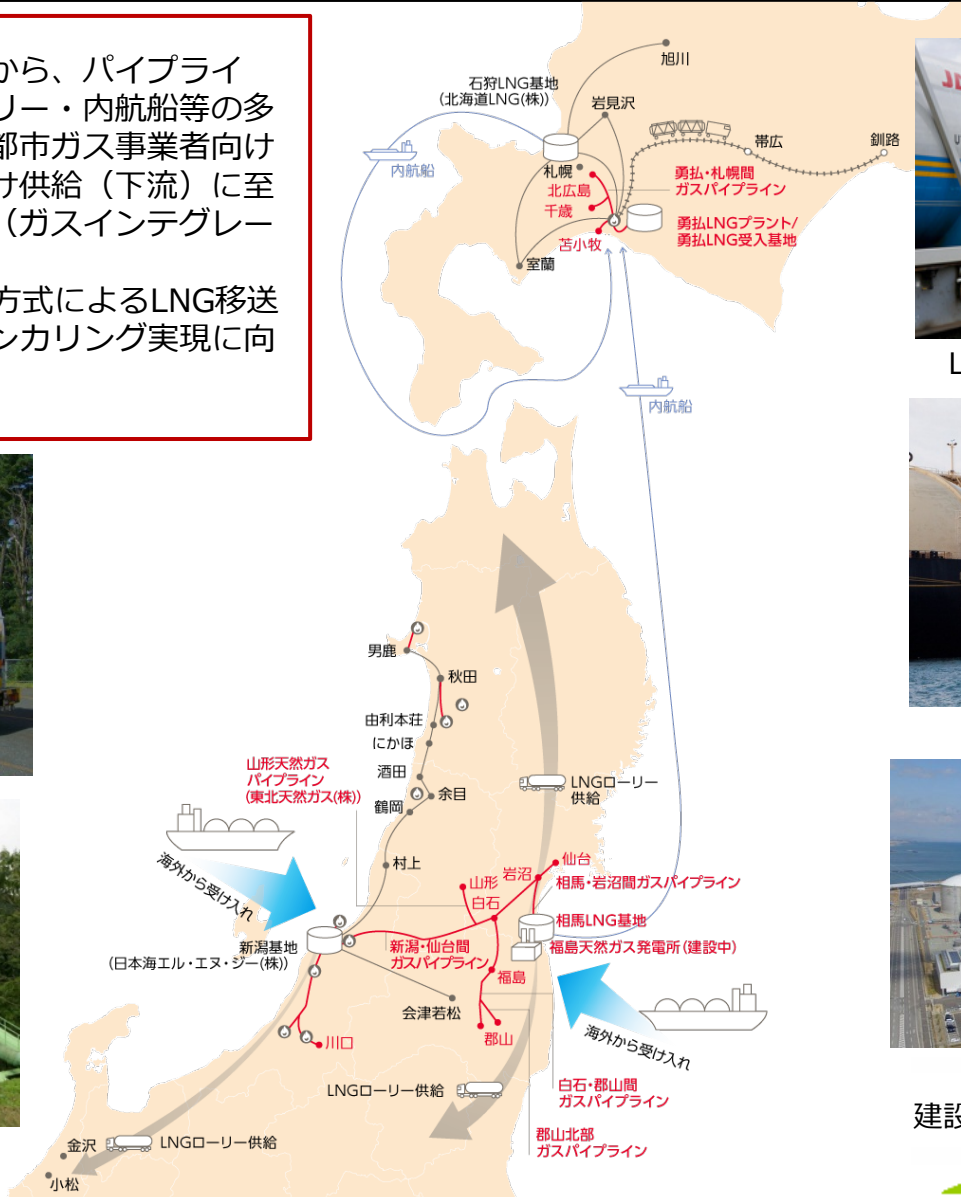 から、パイプライ
リー・内航船等の多
都市ガス事業者向け
け供給（下流）に至
（ガスインテグレー
方式によるLNG移送
ンカリング実現に向
旭川
石狩LNG基地
(北海道LNG(株))
岩見沢
内航船
札幌
帯広
釧路
北広島
勇払・札幌間
ガスパイプライン
千歳
勇払LNGプラント/
勇払LNG受入基地
苫小牧
室蘭
内航船
男鹿
秋田
由利本荘
にかほ
酒田
余目
鶴岡
山形天然ガス
パイプライン
(東北天然ガス(株))
LNGローリー
供給
海外から受け入れ
村上
仙台
岩沼
山形
白石
相馬・岩沼間ガスパイプライン
相馬LNG基地
福島天然ガス発電所(建設中)
新潟基地
(日本海エル・エヌ・ジー(株))
新潟・仙台間
ガスパイプライン
福島
会津若松
郡山
川口
海外から受け入れ
LNGローリー供給
白石・郡山間
ガスパイプライン
郡山北部
ガスパイプライン
金沢
LNGローリー供給
小松
L
建設